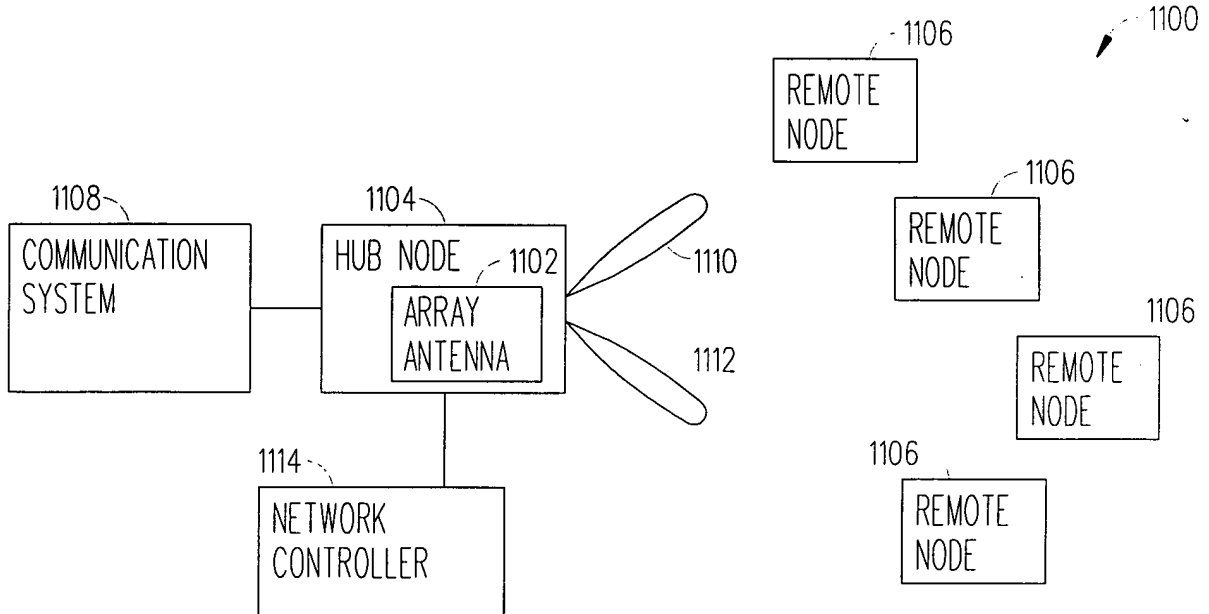 1100
1106
REMOTE
NODE
1106
REMOTE
NODE
1108
COMMUNICATION
SYSTEM
1104
HUB NODE
1102
ARRAY
ANTENNA
1110
1112
1106
REMOTE
NODE
1106
REMOTE
NODE
1114
NETWORK
CONTROLLER